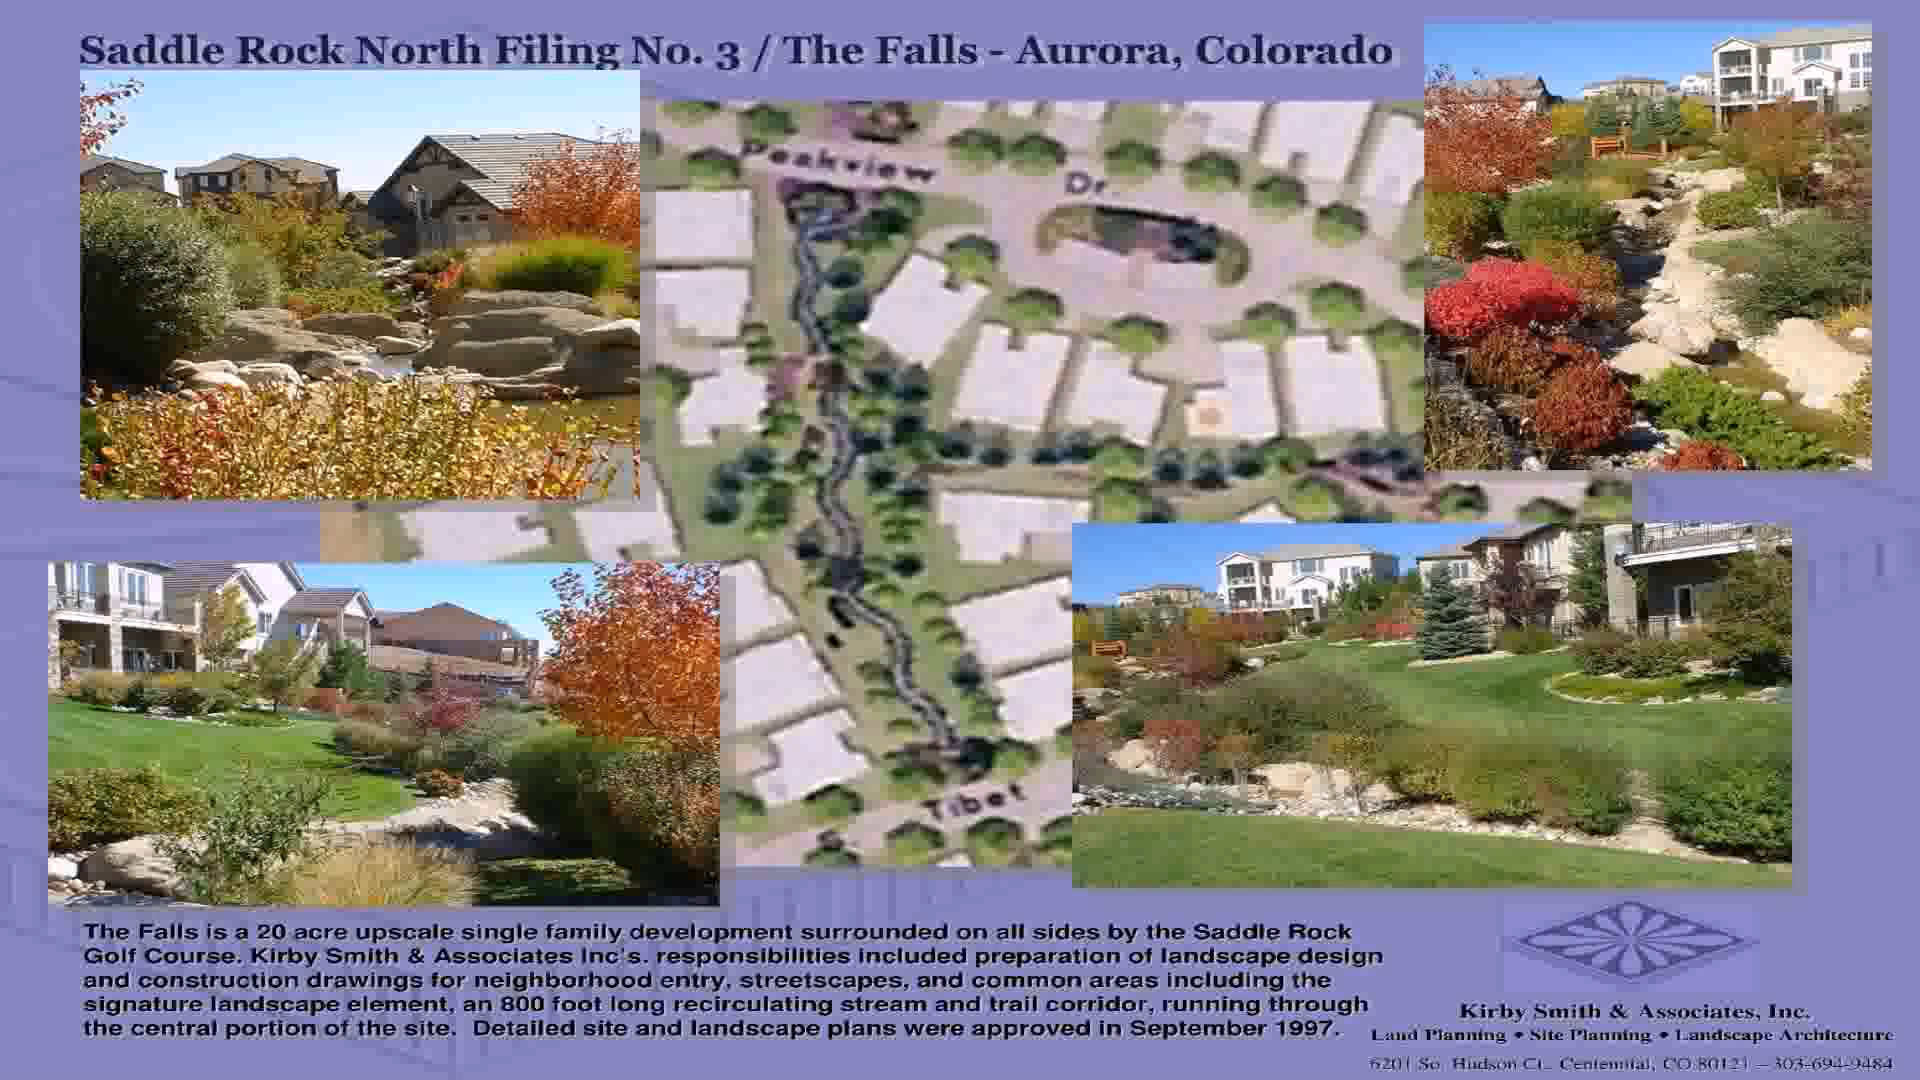 Saddle Rock North Filing No. 3 / The Falls - Aurora, Colorado
Peakview Dr.
S. Tibet
The Falls is a 20 acre upscale single family development surrounded on all sides by the Saddle Rock
Golf Course. Kirby Smith & Associates Inc's. responsibilities included preparation of landscape design
and construction drawings for neighborhood entry, streetscapes, and common areas including the
signature landscape element, an 800 foot long recirculating stream and trail corridor, running through
the central portion of the site. Detailed site and landscape plans were approved in September 1997.
Kirby Smith & Associates, Inc.
Land Planning • Site Planning • Landscape Architecture
6201 So. Hudson Ct., Centennial, CO 80121 – 303-694-9484